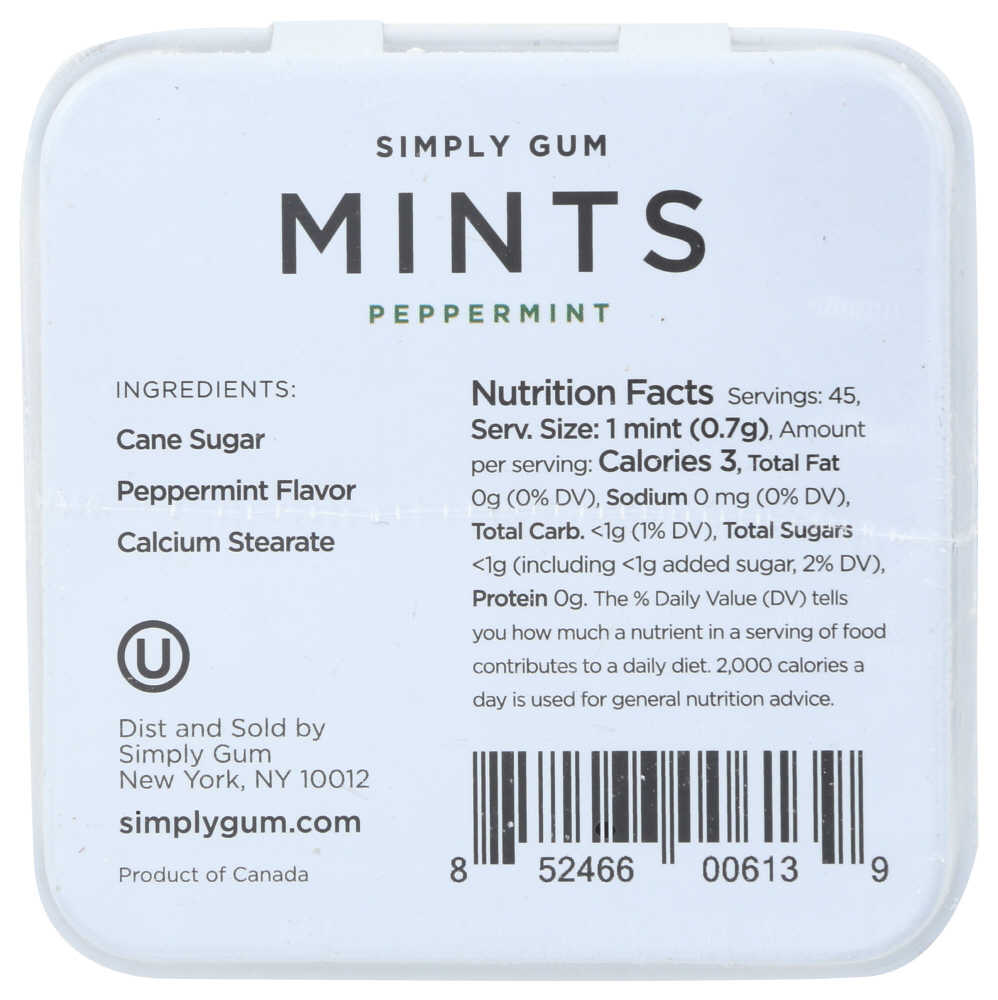 SIMPLY GUM
MINTS
PEPPERMINT
INGREDIENTS:
Cane Sugar
Peppermint Flavor
Calcium Stearate
U
Dist and Sold by
Simply Gum
New York, NY 10012
simplygum.com
Product of Canada
Nutrition Facts Servings: 45,
Serv. Size: 1 mint (0.7g), Amount
per serving: Calories 3, Total Fat
0g (0% DV), Sodium 0 mg (0% DV),
Total Carb. <1g (1% DV), Total Sugars
<1g (including <1g added sugar, 2% DV),
Protein 0g. The % Daily Value (DV) tells
you how much a nutrient in a serving of food
contributes to a daily diet. 2,000 calories a
day is used for general nutrition advice.
8 52466 00613 9